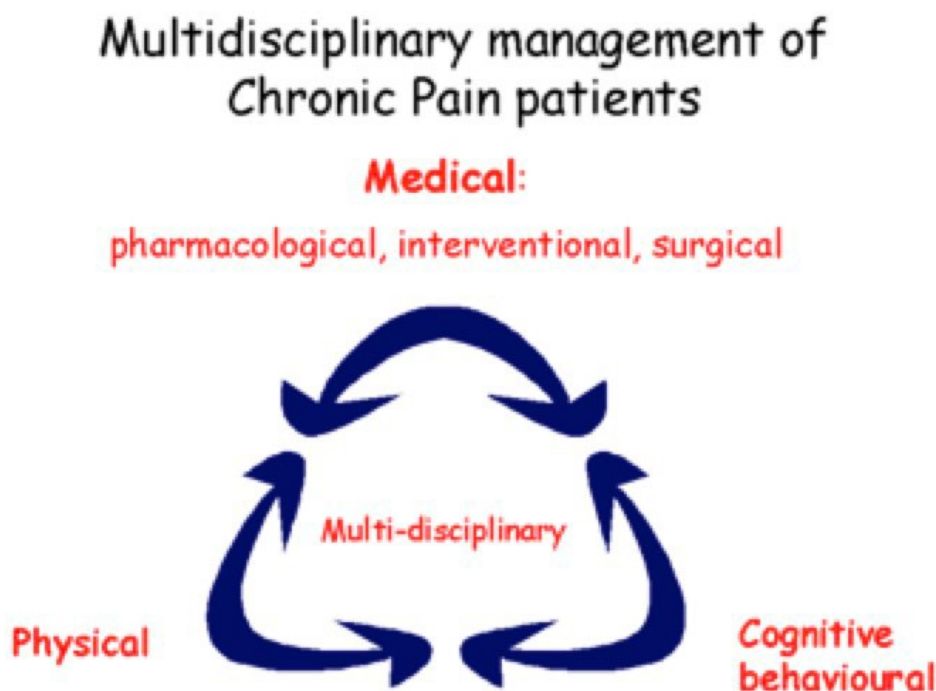 Multidisciplinary management of
Chronic Pain patients
Medical:
pharmacological, interventional, surgical
Multi-disciplinary
Physical
Cognitive
behavioural